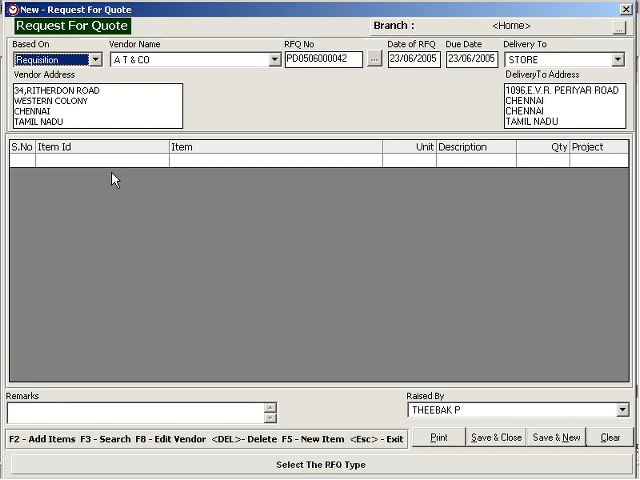 New - Request For Quote
Request For Quote
Branch : <Home> ...
Based On Vendor Name RFQ No Date of RFQ Due Date Delivery To
Requisition A T & CO PD0506000042 ... 23/06/2005 23/06/2005 STORE
Vendor Address DeliveryTo Address
34,RITHERDON ROAD
WESTERN COLONY
CHENNAI
TAMIL NADU
1096,E.V.R. PERIYAR ROAD
CHENNAI
CHENNAI
TAMIL NADU
S.No Item Id Item Unit Description Qty Project
Remarks Raised By
THEEBAK P
F2 - Add Items F3 - Search F8 - Edit Vendor <DEL>- Delete F5 - New Item <Esc> - Exit
Print Save & Close Save & New Clear
Select The RFQ Type